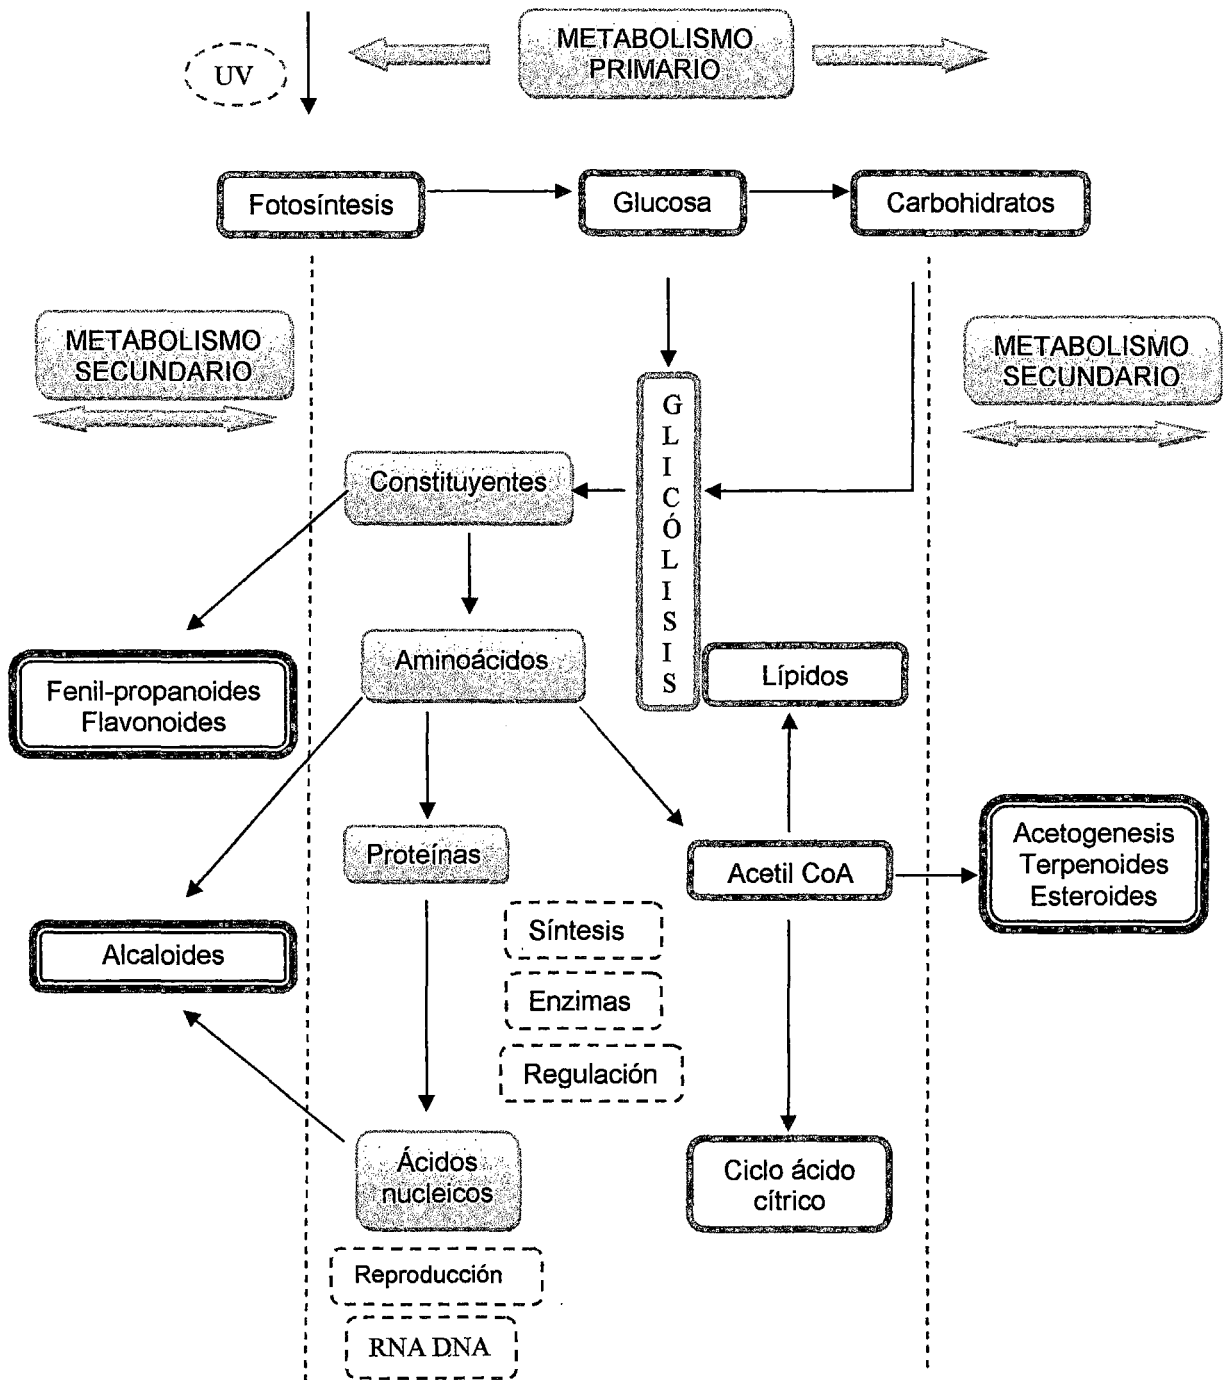 METABOLISMO
PRIMARIO
UV
Fotosíntesis
Glucosa
Carbohidratos
METABOLISMO
SECUNDARIO
METABOLISMO
SECUNDARIO
GLICÓLISIS
Constituyentes
Aminoácidos
Lípidos
Fenil-propanoides
Flavonoides
Proteínas
Acetil CoA
Acetogenesis
Terpenoides
Esteroides
Síntesis
Alcaloides
Enzimas
Regulación
Ácidos
nucleicos
Ciclo ácido
cítrico
Reproducción
RNA DNA